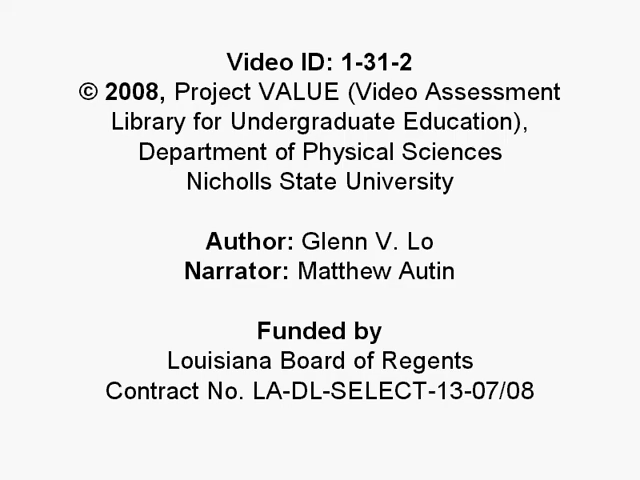 Video ID: 1-31-2
© 2008, Project VALUE (Video Assessment
Library for Undergraduate Education),
Department of Physical Sciences
Nicholls State University
Author: Glenn V. Lo
Narrator: Matthew Autin
Funded by
Louisiana Board of Regents
Contract No. LA-DL-SELECT-13-07/08